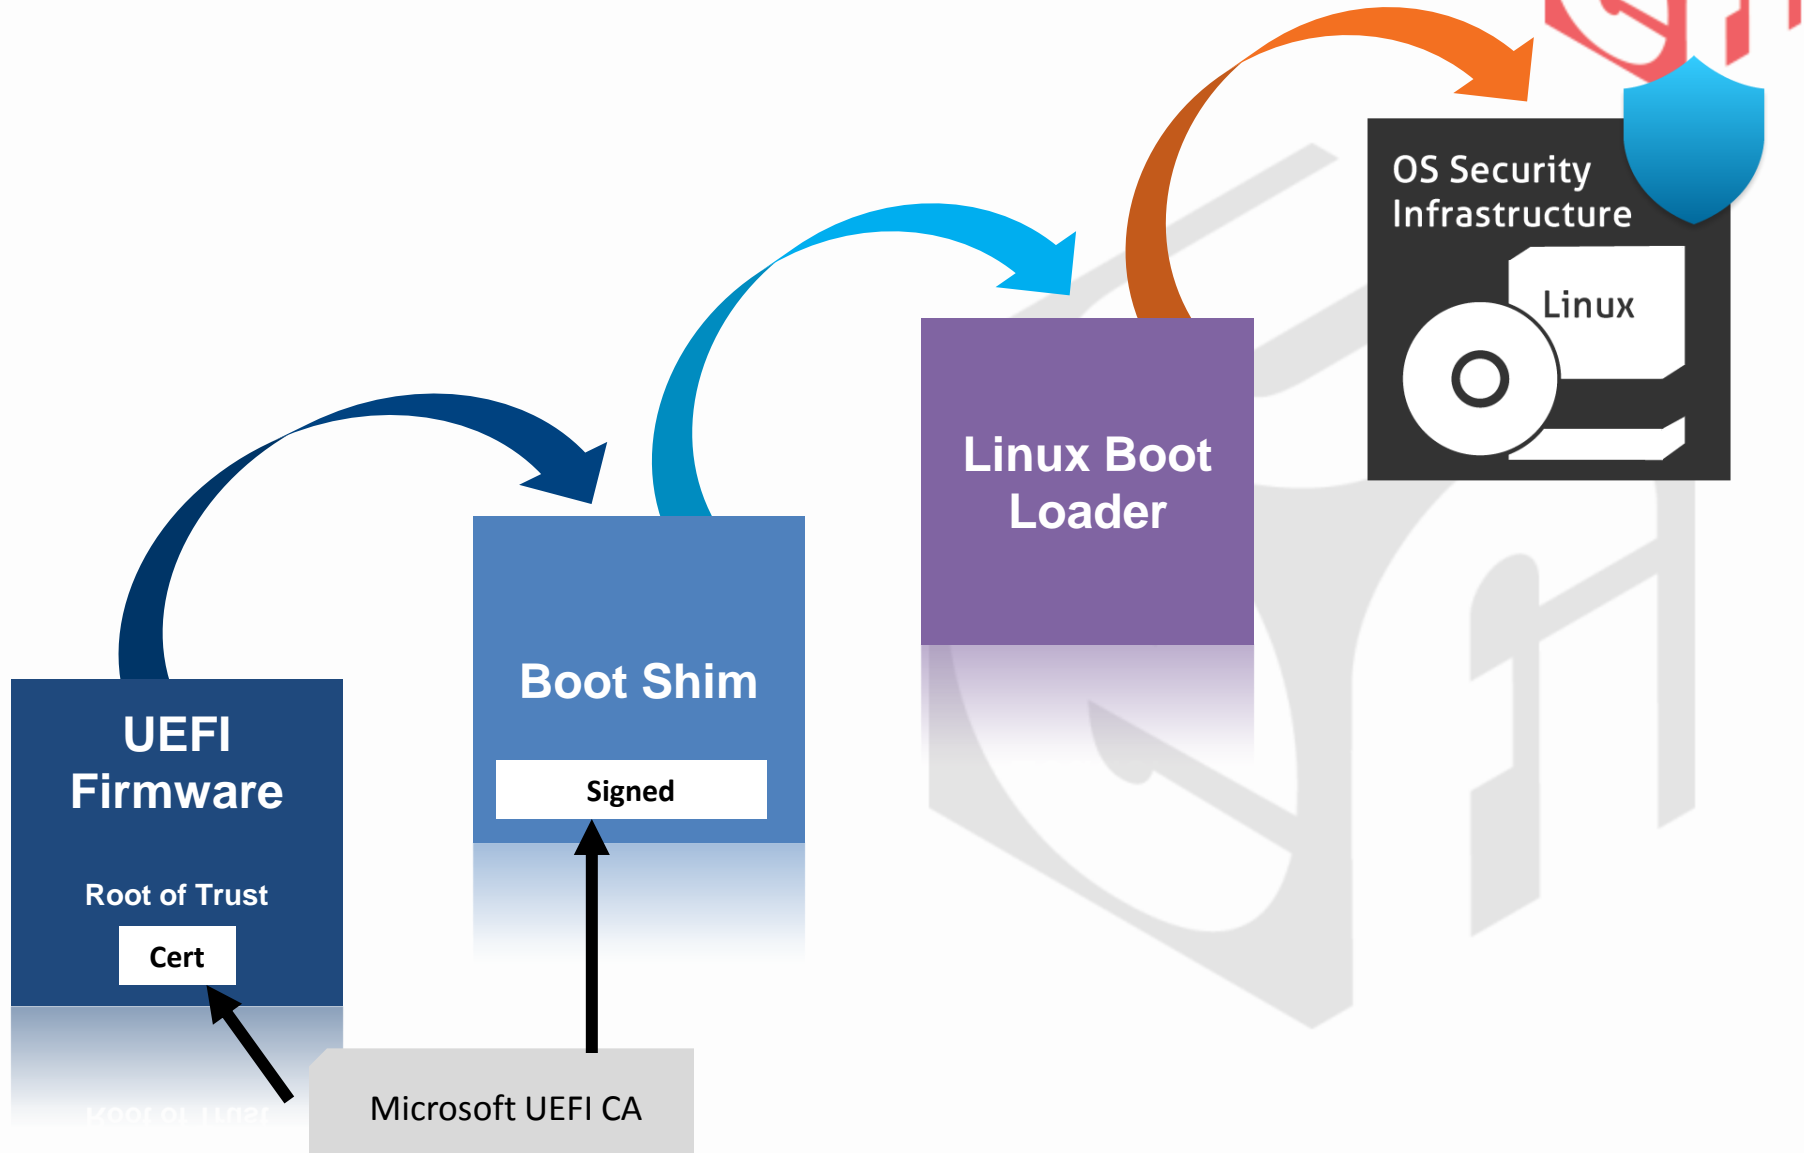 OS Security
Infrastructure
Linux
Linux Boot
Loader
Boot Shim
Signed
UEFI
Firmware
Root of Trust
Cert
Microsoft UEFI CA